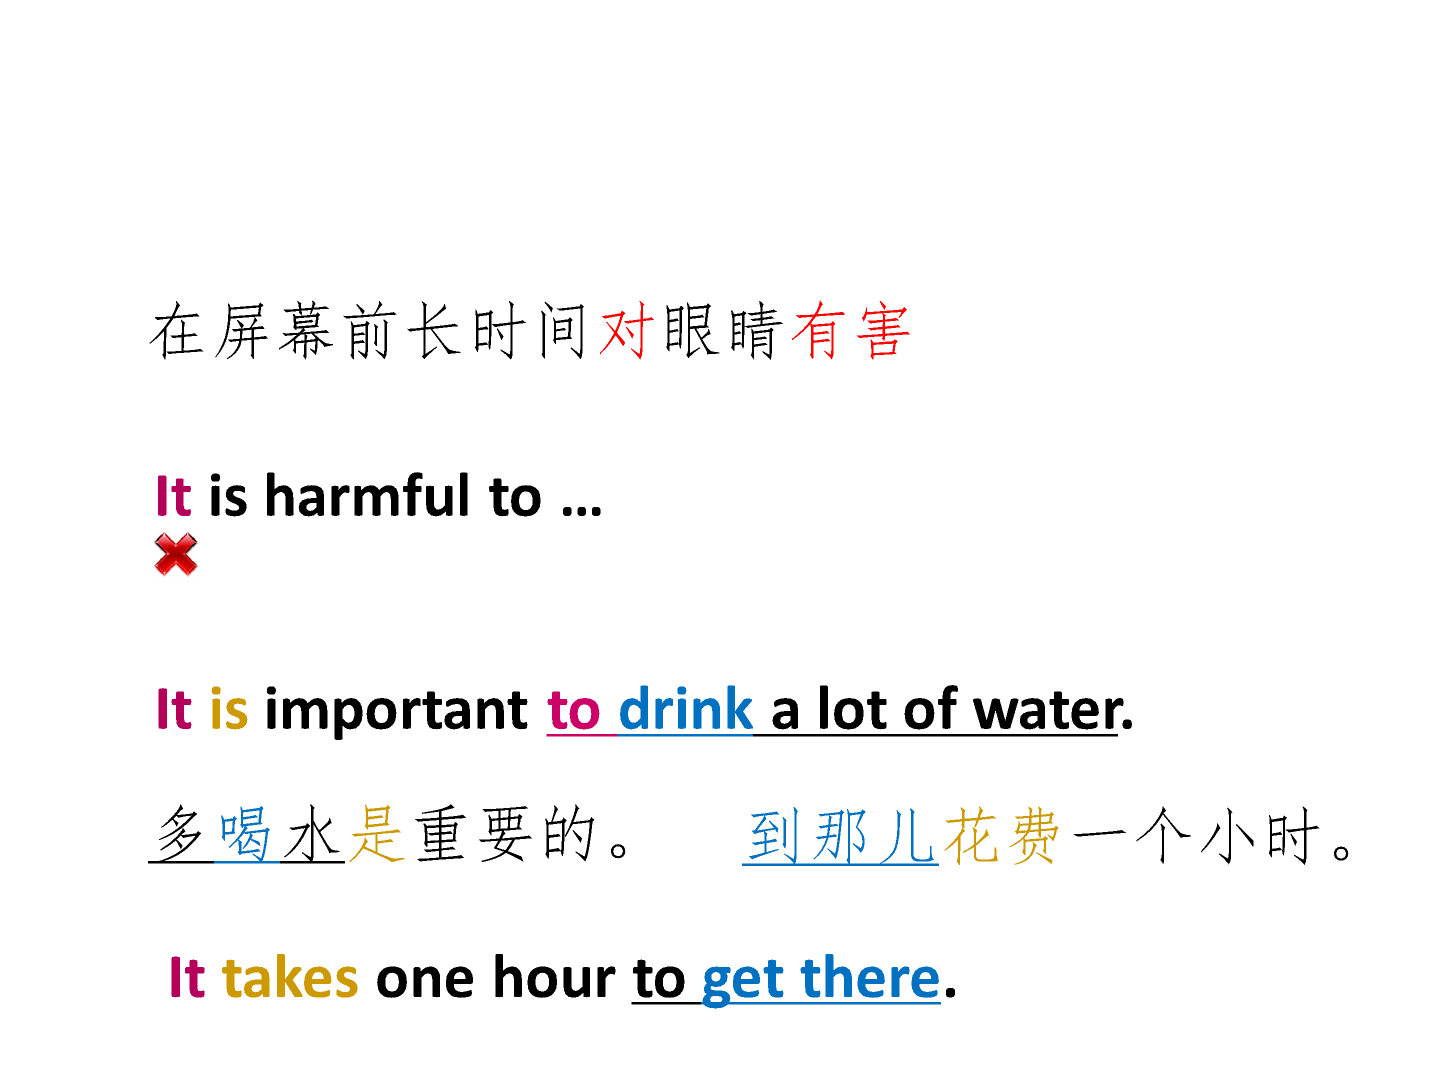 在屏幕前长时间对眼睛有害
It is harmful to …
It is important to drink a lot of water.
多喝水是重要的。 到那儿花费一个小时。
It takes one hour to get there.